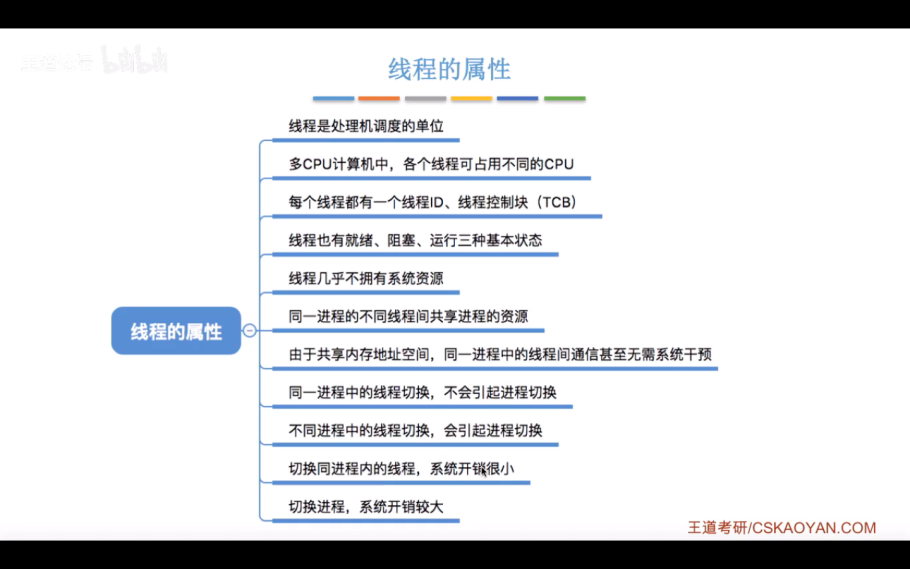 线程的属性
线程是处理机调度的单位
多CPU计算机中，各个线程可占用不同的CPU
每个线程都有一个线程ID、线程控制块（TCB）
线程也有就绪、阻塞、运行三种基本状态
线程几乎不拥有系统资源
线程的属性
同一进程的不同线程间共享进程的资源
由于共享内存地址空间，同一进程中的线程间通信甚至无需系统干预
同一进程中的线程切换，不会引起进程切换
不同进程中的线程切换，会引起进程切换
切换同进程内的线程，系统开销很小
切换进程，系统开销较大
王道考研/CSKAOYAN.COM